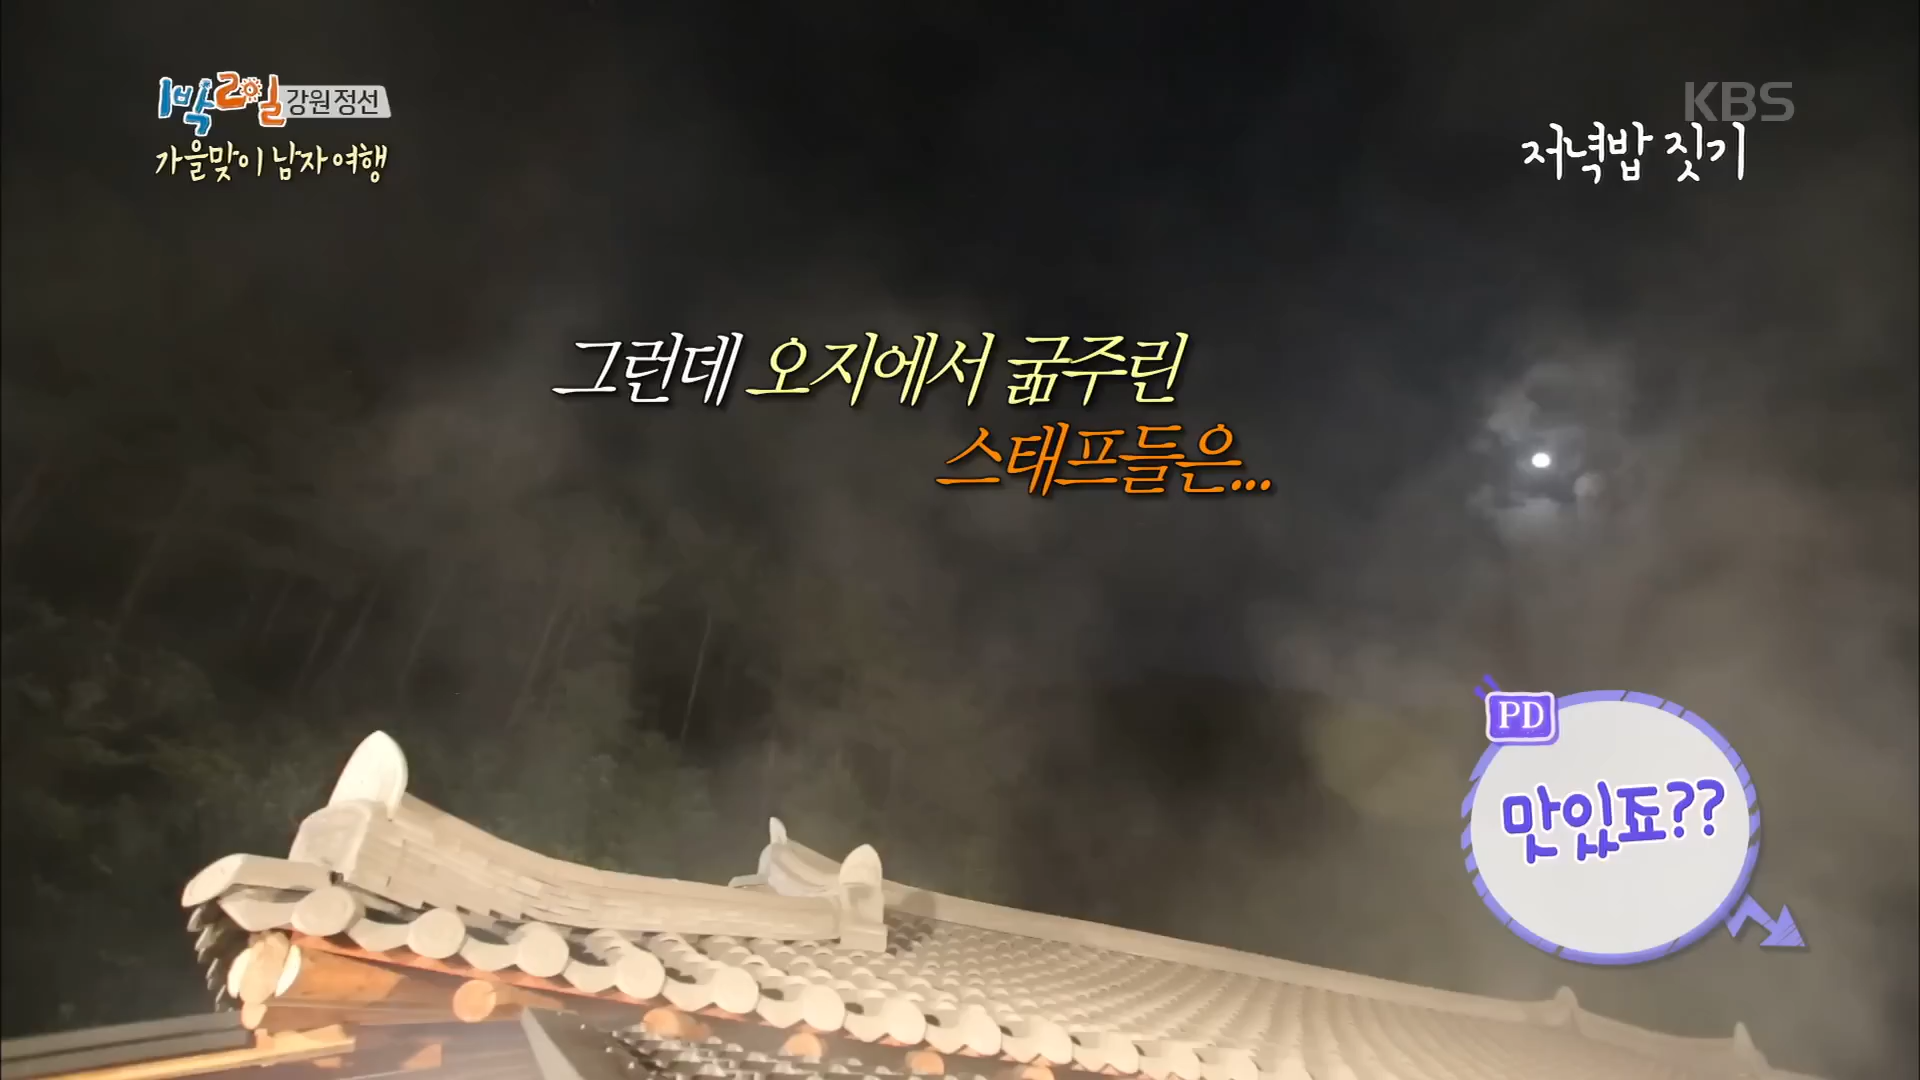 1박2일 강원 정선
가을맞이 남자 여행
KBS
저녁밥 짓기
그런데 오지에서 굶주린
스태프들은...
PD
맛있죠??